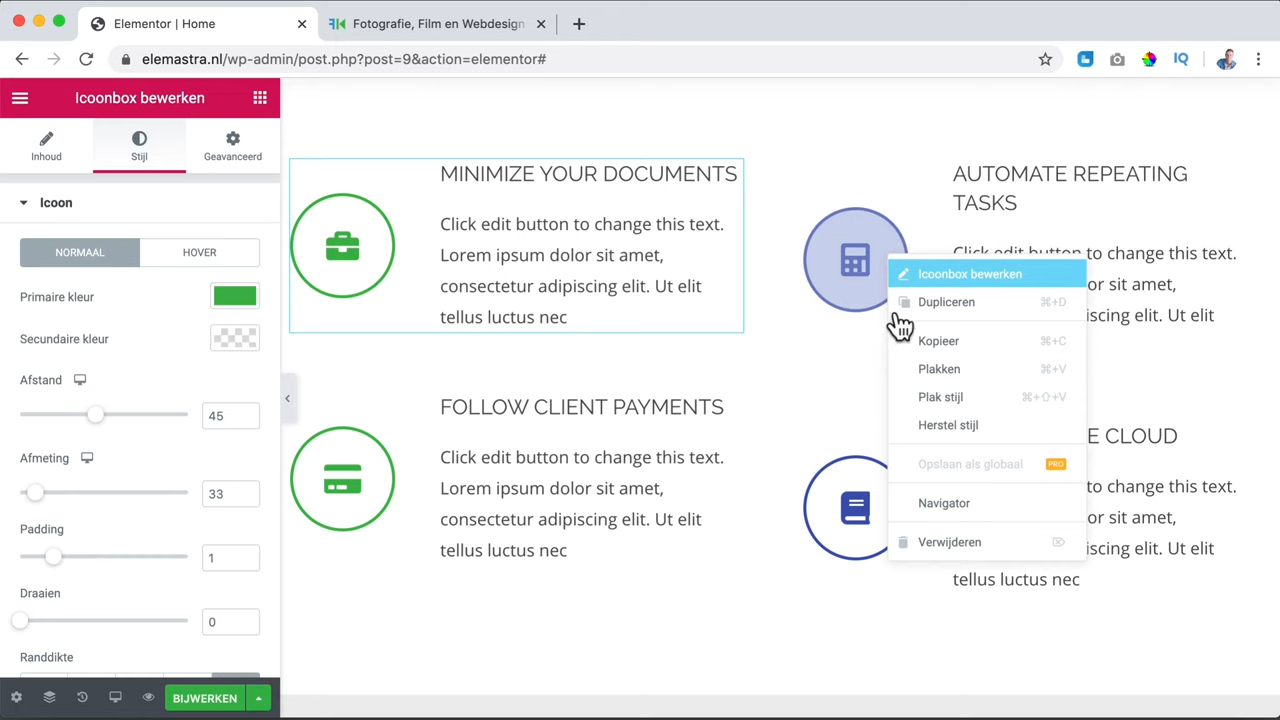 Elementor | Home
Fotografie, Film en Webdesign
elemastra.nl/wp-admin/post.php?post=9&action=elementor#
IQ
Icoonbox bewerken
Inhoud
Stijl
Geavanceerd
Icoon
NORMAAL
HOVER
Primaire kleur
Secundaire kleur
Afstand
45
Afmeting
33
Padding
1
Draaien
0
Randdikte
BIJWERKEN
MINIMIZE YOUR DOCUMENTS
Click edit button to change this text.
Lorem ipsum dolor sit amet,
consectetur adipiscing elit. Ut elit
tellus luctus nec
AUTOMATE REPEATING
TASKS
Click edit button to change this text.
or sit amet,
iscing elit. Ut elit
FOLLOW CLIENT PAYMENTS
Click edit button to change this text.
Lorem ipsum dolor sit amet,
consectetur adipiscing elit. Ut elit
tellus luctus nec
E CLOUD
to change this text.
or sit amet,
iscing elit. Ut elit
tellus luctus nec
Icoonbox bewerken
Dupliceren ⌘+D
Kopieer ⌘+C
Plakken ⌘+V
Plak stijl ⌘+⇧+V
Herstel stijl
Opslaan als globaal PRO
Navigator
Verwijderen ⌦